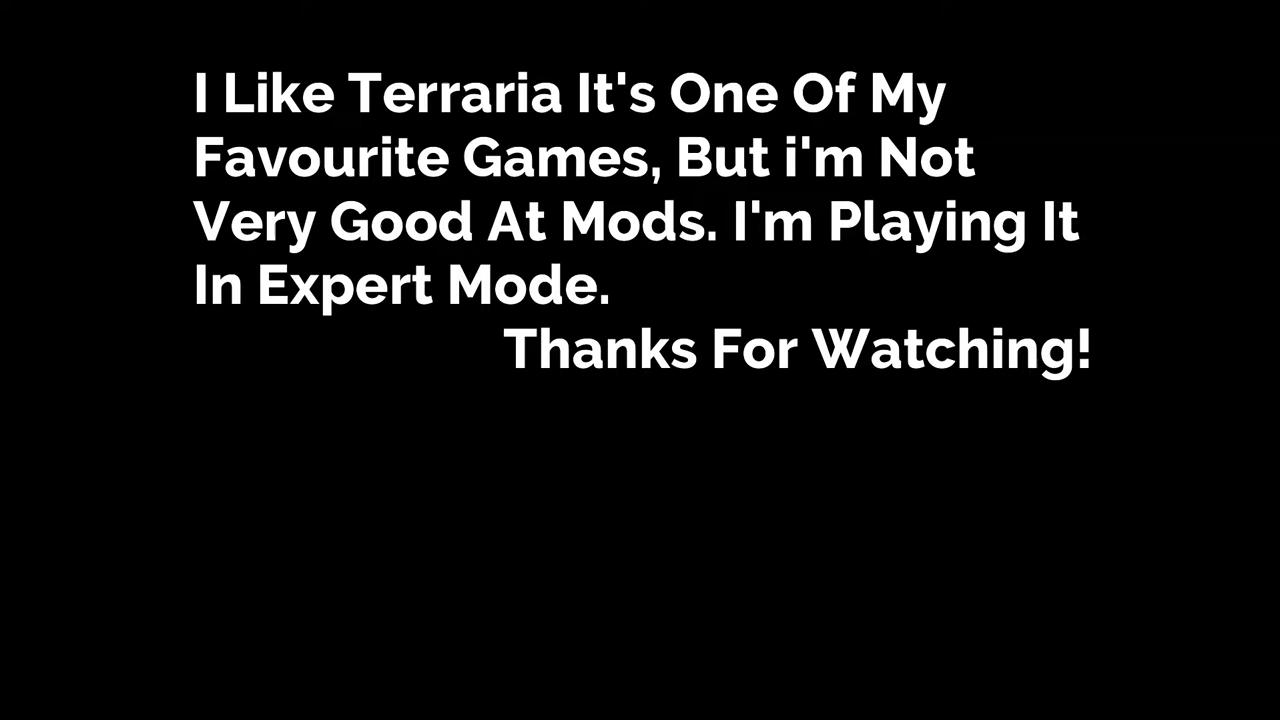 I Like Terraria It's One Of My
Favourite Games, But i'm Not
Very Good At Mods. I'm Playing It
In Expert Mode.
Thanks For Watching!